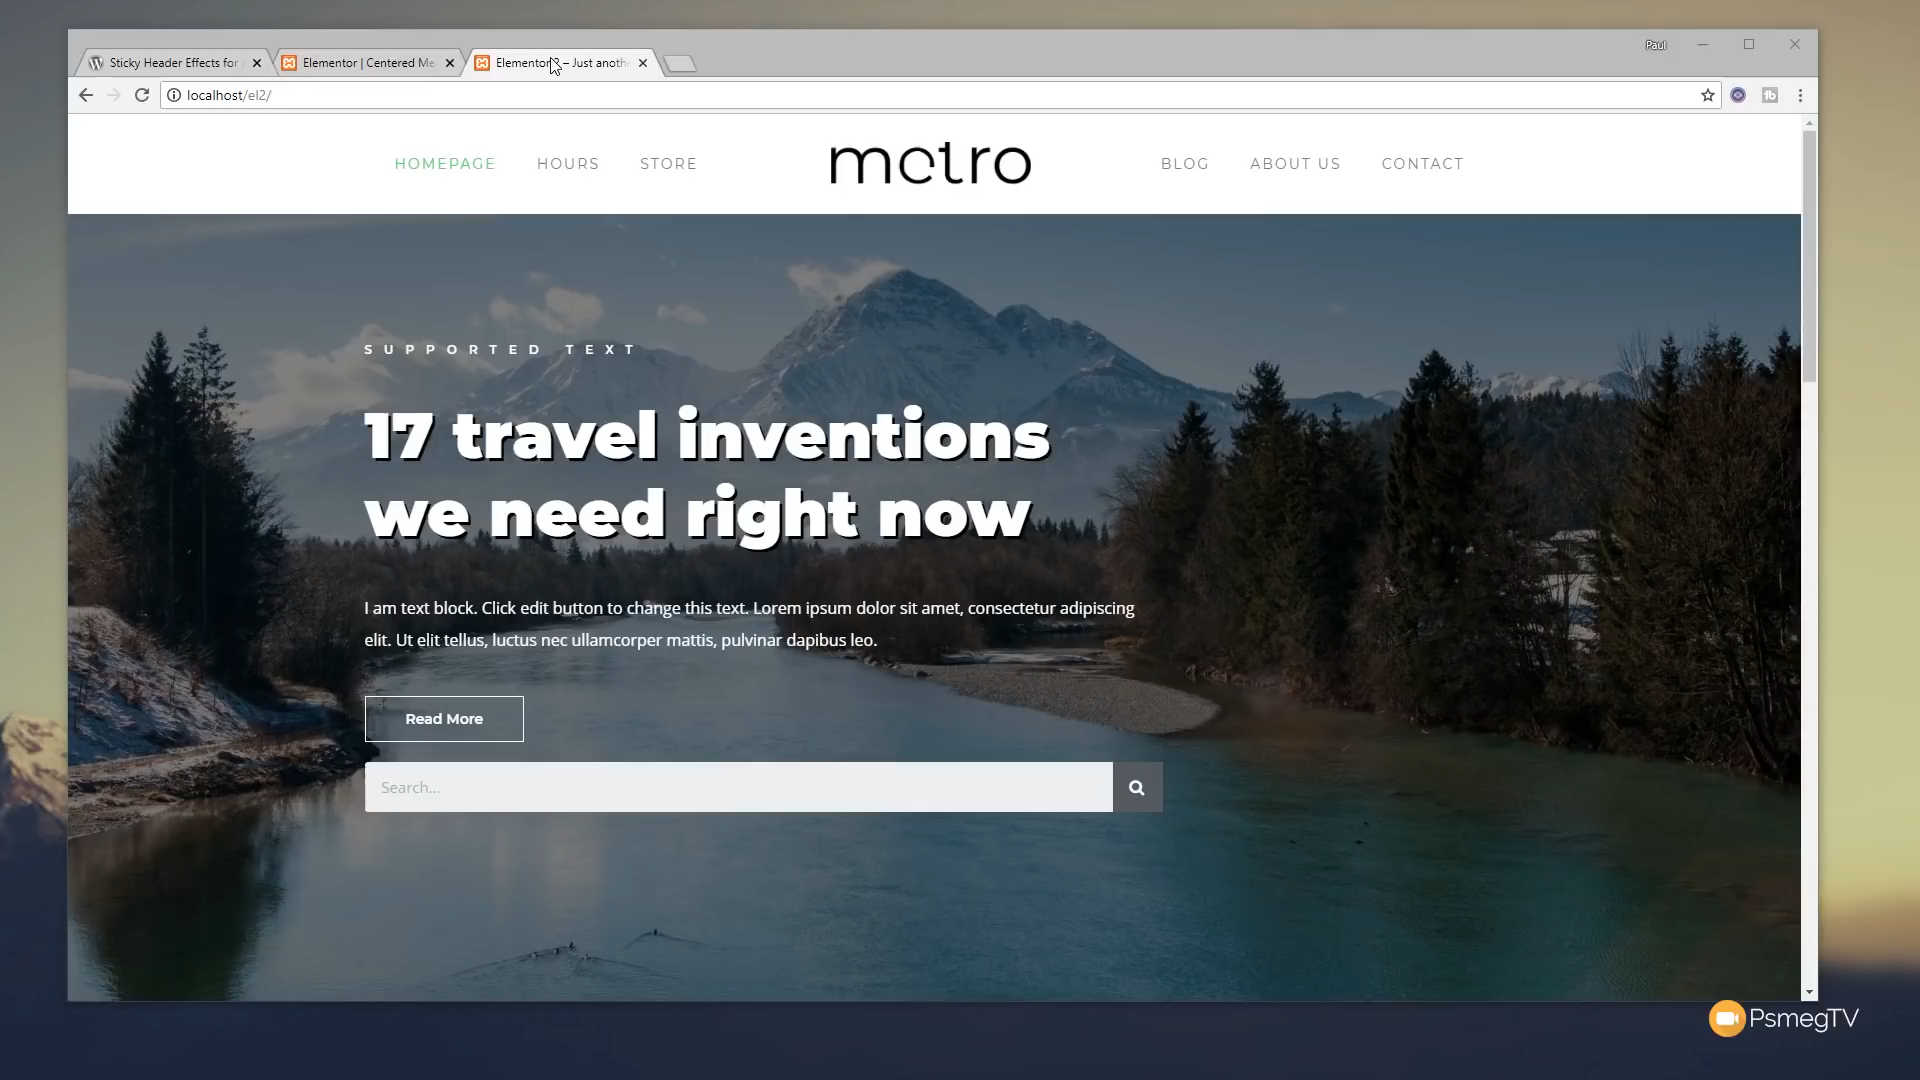 Paul
Sticky Header Effects for
Elementor | Centered Me
Elementor 2 – Just anoth
localhost/el2/
HOMEPAGE HOURS STORE metro BLOG ABOUT US CONTACT
SUPPORTED TEXT
17 travel inventions
we need right now
I am text block. Click edit button to change this text. Lorem ipsum dolor sit amet, consectetur adipiscing
elit. Ut elit tellus, luctus nec ullamcorper mattis, pulvinar dapibus leo.
Read More
Search...
PsmegTV